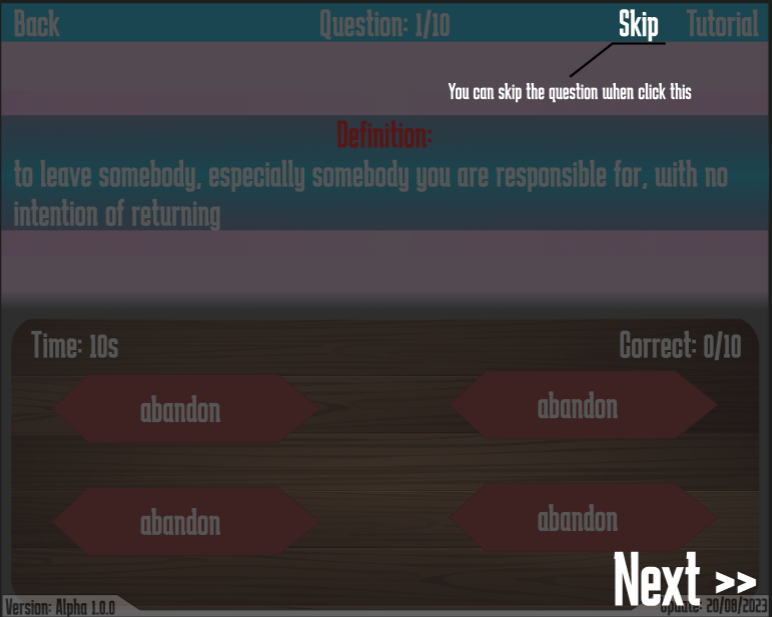 Back Question: 1/10 Skip Tutorial
You can skip the question when click this
Definition:
to leave somebody, especially somebody you are responsible for, with no
intention of returning
Time: 10s Correct: 0/10
abandon abandon
abandon abandon
Next >>
Version: Alpha 1.0.0 Update: 20/08/2023